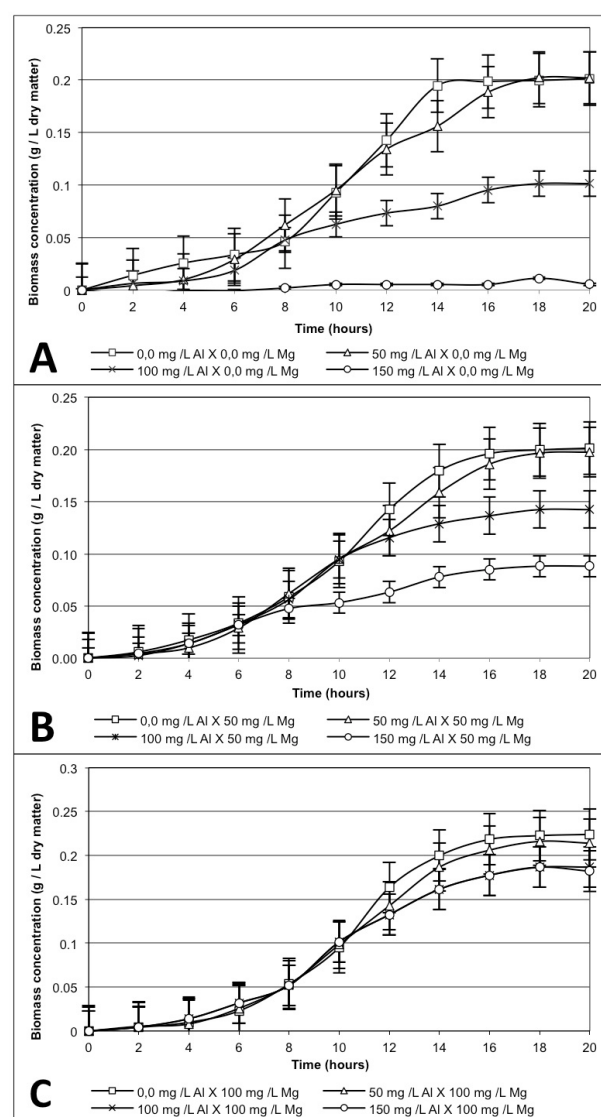 Biomass concentration (g / L dry matter)
0.25
0.2
0.15
0.1
0.05
0
0 2 4 6 8 10 12 14 16 18 20
Time (hours)
A
0,0 mg /L Al X 0,0 mg /L Mg 50 mg /L Al X 0,0 mg /L Mg
100 mg /L Al X 0,0 mg /L Mg 150 mg /L Al X 0,0 mg /L Mg
Biomass concentration (g / L dry matter)
0.25
0.20
0.15
0.10
0.05
0.00
0 2 4 6 8 10 12 14 16 18 20
Time (hours)
B
0,0 mg /L Al X 50 mg /L Mg 50 mg /L Al X 50 mg /L Mg
100 mg /L Al X 50 mg /L Mg 150 mg /L Al X 50 mg /L Mg
Biomass concentration (g / L dry matter)
0.3
0.25
0.2
0.15
0.1
0.05
0
0 2 4 6 8 10 12 14 16 18 20
Time (hours)
C
0,0 mg /L Al X 100 mg /L Mg 50 mg /L Al X 100 mg /L Mg
100 mg /L Al X 100 mg /L Mg 150 mg /L Al X 100 mg /L Mg